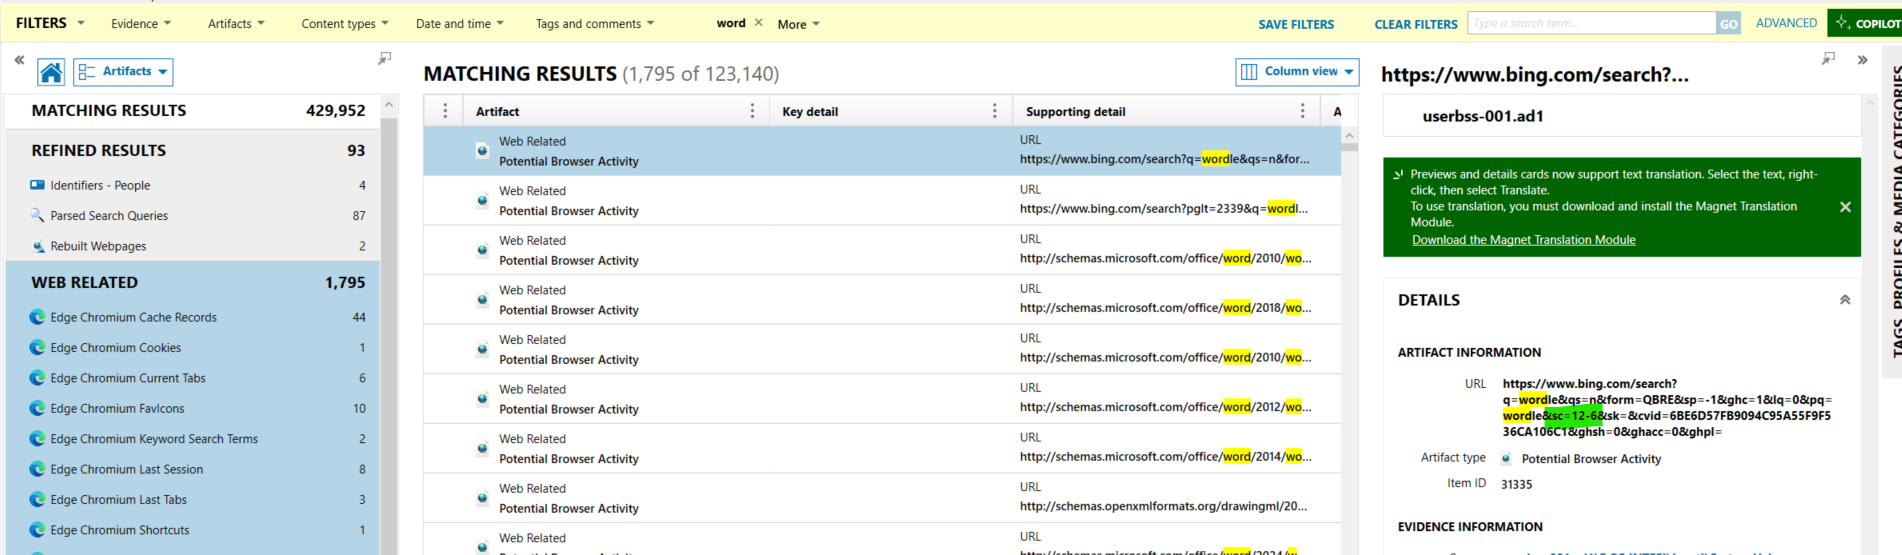 FILTERS Evidence Artifacts Content types Date and time Tags and comments word × More SAVE FILTERS CLEAR FILTERS Type a search term... GO ADVANCED COPILOT
Artifacts
MATCHING RESULTS 429,952
REFINED RESULTS 93
Identifiers - People 4
Parsed Search Queries 87
Rebuilt Webpages 2
WEB RELATED 1,795
Edge Chromium Cache Records 44
Edge Chromium Cookies 1
Edge Chromium Current Tabs 6
Edge Chromium FavIcons 10
Edge Chromium Keyword Search Terms 2
Edge Chromium Last Session 8
Edge Chromium Last Tabs 3
Edge Chromium Shortcuts 1
MATCHING RESULTS (1,795 of 123,140)
Column view
Artifact Key detail Supporting detail A
Web Related URL
Potential Browser Activity https://www.bing.com/search?q=wordle&qs=n&for...
Web Related URL
Potential Browser Activity https://www.bing.com/search?pglt=2339&q=wordl...
Web Related URL
Potential Browser Activity http://schemas.microsoft.com/office/word/2010/wo...
Web Related URL
Potential Browser Activity http://schemas.microsoft.com/office/word/2018/wo...
Web Related URL
Potential Browser Activity http://schemas.microsoft.com/office/word/2010/wo...
Web Related URL
Potential Browser Activity http://schemas.microsoft.com/office/word/2012/wo...
Web Related URL
Potential Browser Activity http://schemas.microsoft.com/office/word/2014/wo...
Web Related URL
Potential Browser Activity http://schemas.openxmlformats.org/drawingml/20...
Web Related URL
https://www.bing.com/search?...
userbss-001.ad1
Previews and details cards now support text translation. Select the text, right-
click, then select Translate.
To use translation, you must download and install the Magnet Translation
Module.
Download the Magnet Translation Module
DETAILS
ARTIFACT INFORMATION
URL https://www.bing.com/search?
q=wordle&qs=n&form=QBRE&sp=-1&ghc=1&lq=0&pq=
wordle&sc=12-6&sk=&cvid=6BE6D57FB9094C95A55F9F5
36CA106C1&ghsh=0&ghacc=0&ghpl=
Artifact type Potential Browser Activity
Item ID 31335
EVIDENCE INFORMATION
TAGS, PROFILES & MEDIA CATEGORIES